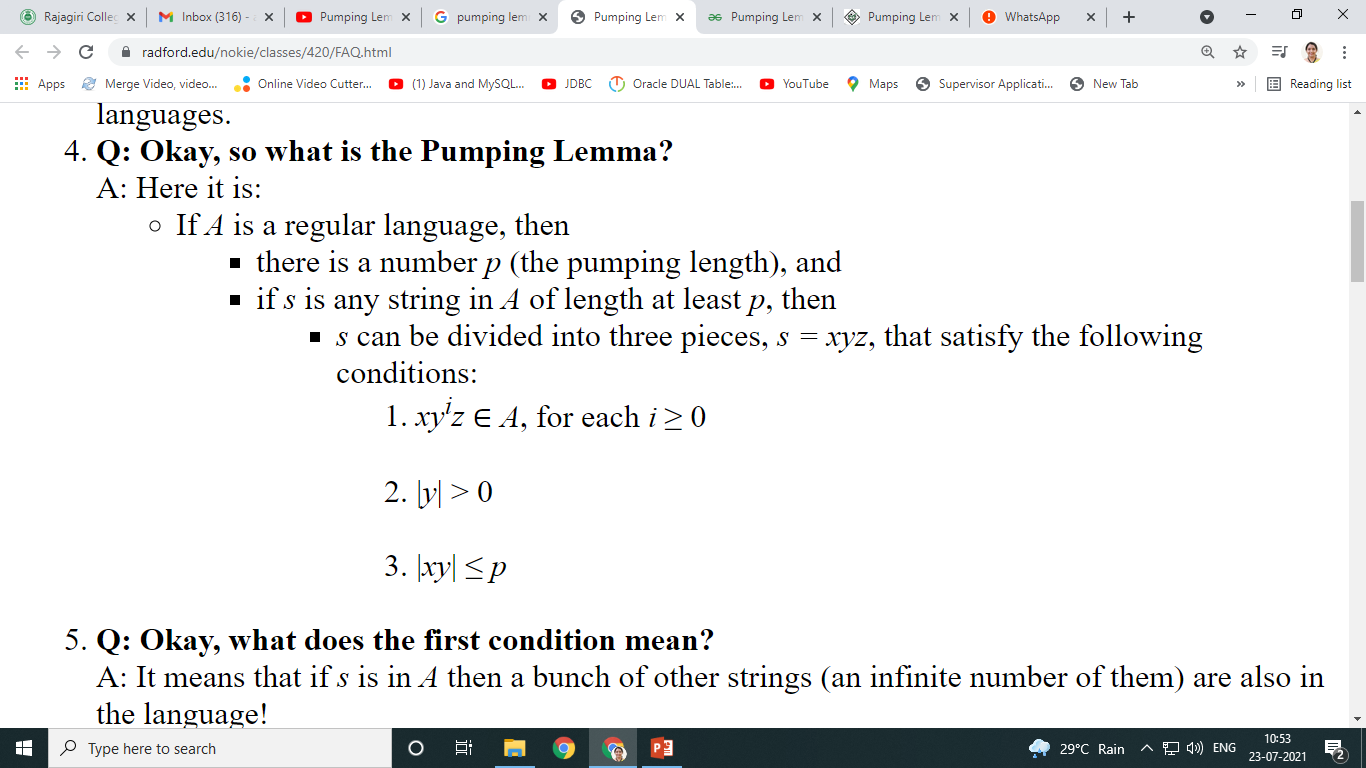 Rajagiri Colleg
Inbox (316) -
Pumping Lem
pumping lem
Pumping Lem
Pumping Lem
Pumping Lem
WhatsApp
radford.edu/nokie/classes/420/FAQ.html
Apps
Merge Video, video...
Online Video Cutter...
(1) Java and MySQL...
JDBC
Oracle DUAL Table:...
YouTube
Maps
Supervisor Applicati...
New Tab
»
Reading list
languages.
4. Q: Okay, so what is the Pumping Lemma?
A: Here it is:
If A is a regular language, then
there is a number p (the pumping length), and
if s is any string in A of length at least p, then
s can be divided into three pieces, s = xyz, that satisfy the following
conditions:
1. xyⁱz ∈ A, for each i ≥ 0
2. |y| > 0
3. |xy| ≤ p
5. Q: Okay, what does the first condition mean?
A: It means that if s is in A then a bunch of other strings (an infinite number of them) are also in
the language!
Type here to search
29°C Rain
ENG
10:53
23-07-2021
2